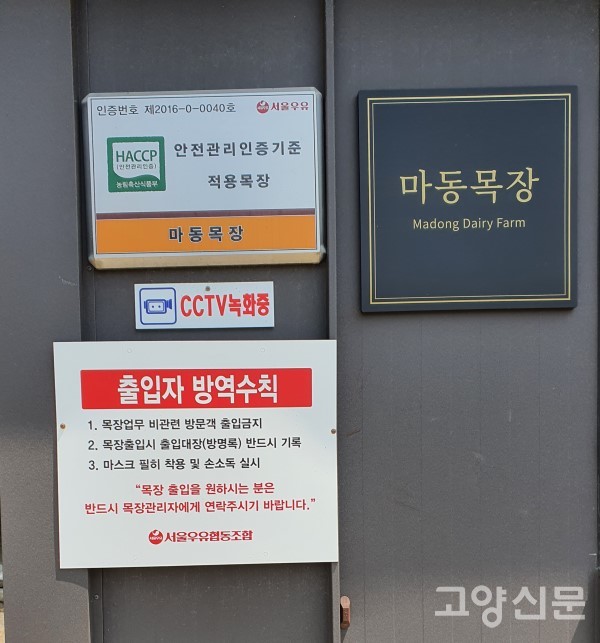 인증번호 제2016-0-0040호
서울우유
HACCP
(안전관리인증)
농림축산식품부
안전관리인증기준
적용목장
마동목장
마동목장
Madong Dairy Farm
CCTV녹화중
출입자 방역수칙
1. 목장업무 비관련 방문객 출입금지
2. 목장출입시 출입대장(방명록) 반드시 기록
3. 마스크 필히 착용 및 손소독 실시
“목장 출입을 원하시는 분은
반드시 목장관리자에게 연락주시기 바랍니다.”
서울우유협동조합
고양신문